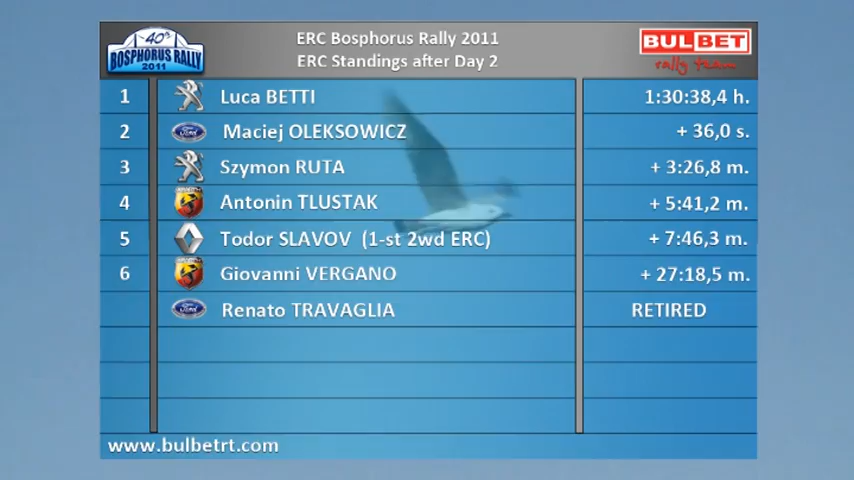 40th
BOSPHORUS RALLY
2011
ERC Bosphorus Rally 2011
ERC Standings after Day 2
BULBET
rally team
1 Luca BETTI 1:30:38,4 h.
2 Ford Maciej OLEKSOWICZ + 36,0 s.
3 Szymon RUTA + 3:26,8 m.
4 Antonin TLUSTAK + 5:41,2 m.
5 Todor SLAVOV (1-st 2wd ERC) + 7:46,3 m.
6 Giovanni VERGANO + 27:18,5 m.
Ford Renato TRAVAGLIA RETIRED
www.bulbetrt.com